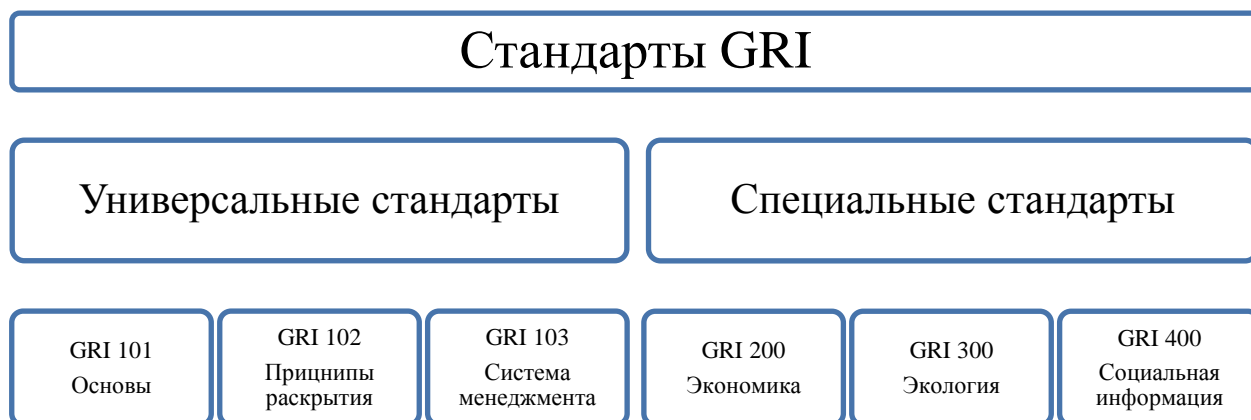 Стандарты GRI
Универсальные стандарты
Специальные стандарты
GRI 101
Основы
GRI 102
Прицнипы
раскрытия
GRI 103
Система
менеджмента
GRI 200
Экономика
GRI 300
Экология
GRI 400
Социальная
информация